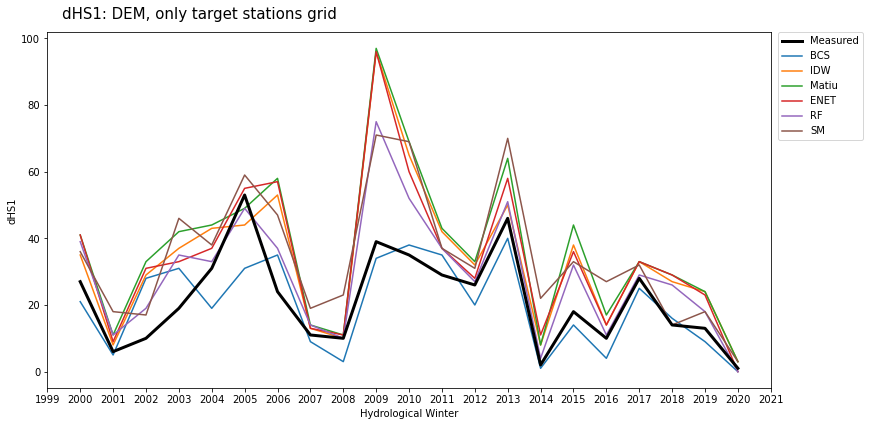 dHS1: DEM, only target stations grid
Measured
BCS
IDW
Matiu
ENET
RF
SM
100
80
60
40
20
0
dHS1
1999 2000 2001 2002 2003 2004 2005 2006 2007 2008 2009 2010 2011 2012 2013 2014 2015 2016 2017 2018 2019 2020 2021
Hydrological Winter